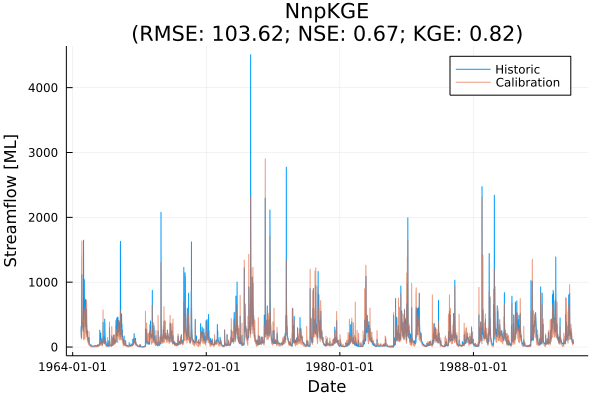 NnpKGE
(RMSE: 103.62; NSE: 0.67; KGE: 0.82)
Historic
Calibration
Streamflow [ML]
4000
3000
2000
1000
0
1964-01-01
1972-01-01
1980-01-01
1988-01-01
Date